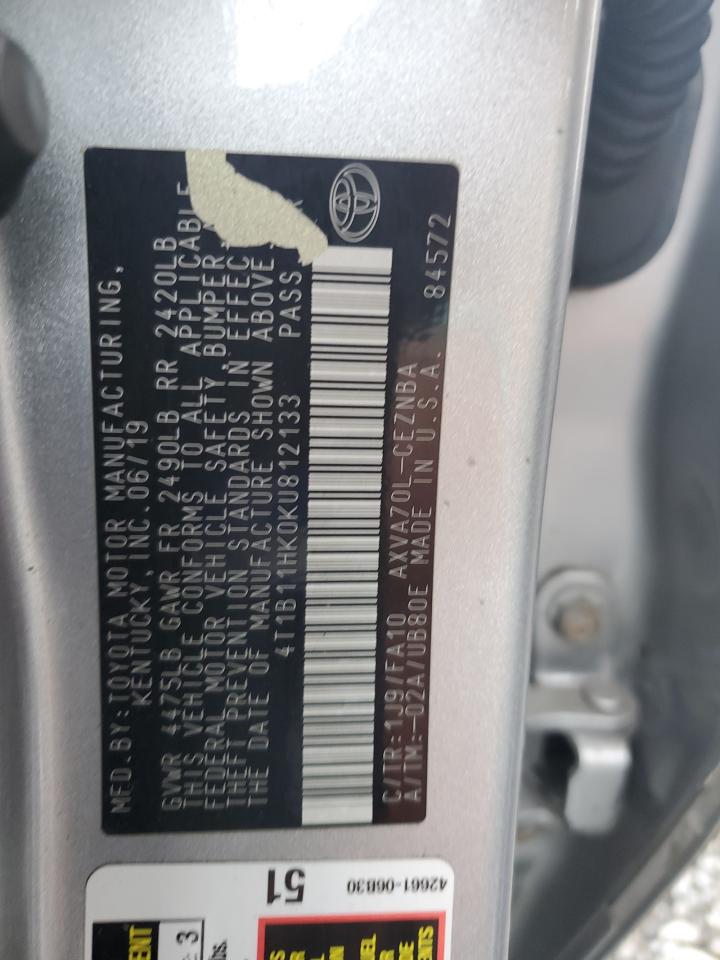 MFD.BY:TOYOTA MOTOR MANUFACTURING,
KENTUCKY, INC.06/19
GVWR 4475LB GAWR FR 2490LB RR 2420LB
THIS VEHICLE CONFORMS TO ALL APPLICABLE
FEDERAL MOTOR VEHICLE SAFETY, BUMPER,
THEFT PREVENTION STANDARDS IN EFFEC
THE DATE OF MANUFACTURE SHOWN ABOVE.
4T1B11HK0KU812133 PASS.
C/TR:1J9//FA10 AXVA70L-CEZNBA
A/TM:-02A/UB80E MADE IN U.S.A. 84572
51
42661-06B30
3